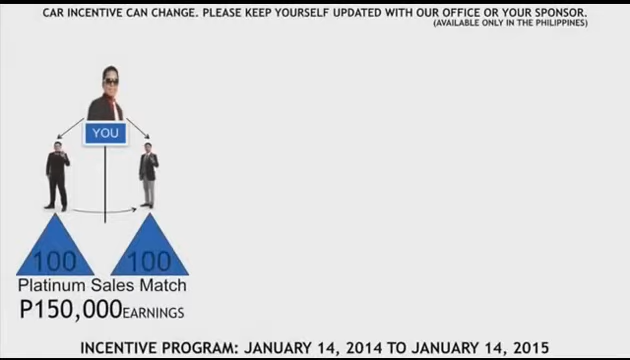 CAR INCENTIVE CAN CHANGE. PLEASE KEEP YOURSELF UPDATED WITH OUR OFFICE OR YOUR SPONSOR.
(AVAILABLE ONLY IN THE PHILIPPINES)
YOU
100 100
Platinum Sales Match
P150,000EARNINGS
INCENTIVE PROGRAM: JANUARY 14, 2014 TO JANUARY 14, 2015